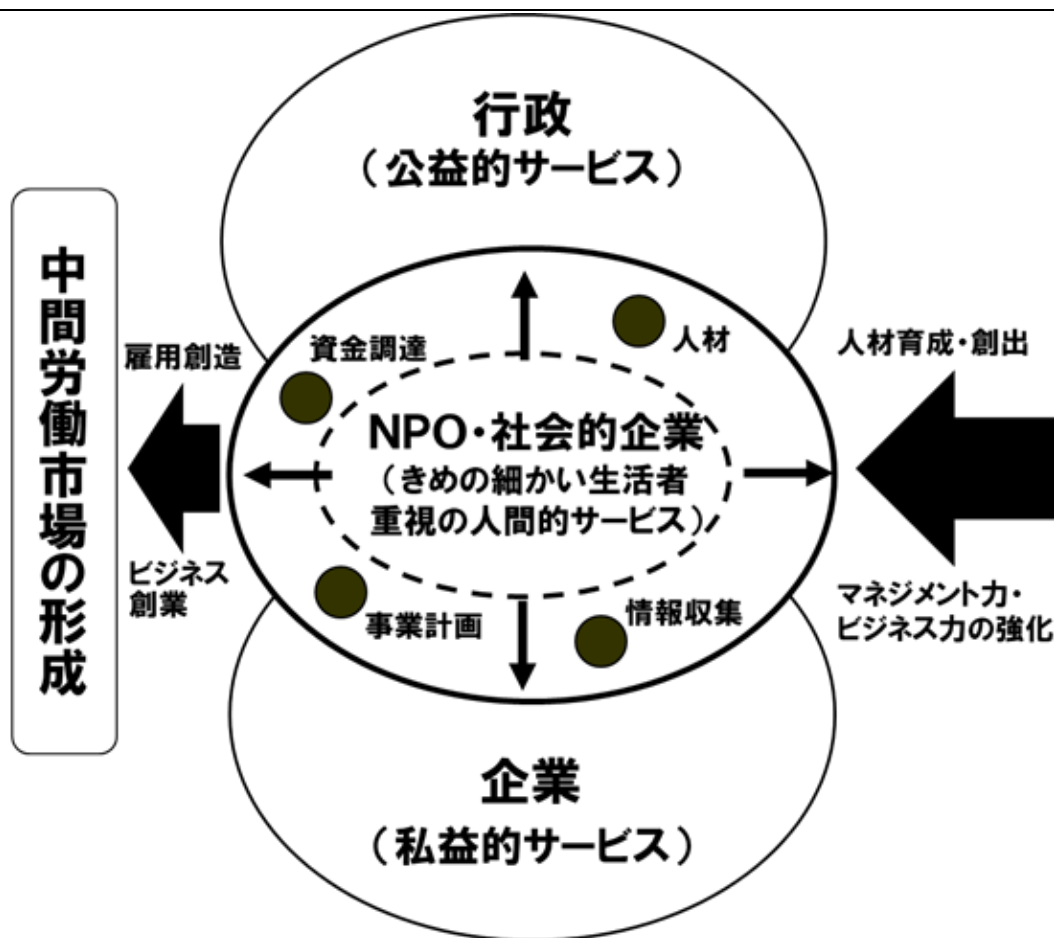 行政
（公益的サービス）
中間労働市場の形成
雇用創造
資金調達
人材
人材育成・創出
NPO・社会的企業
（きめの細かい生活者
重視の人間的サービス）
ビジネス
創業
事業計画
情報収集
マネジメント力・
ビジネス力の強化
企業
（私益的サービス）